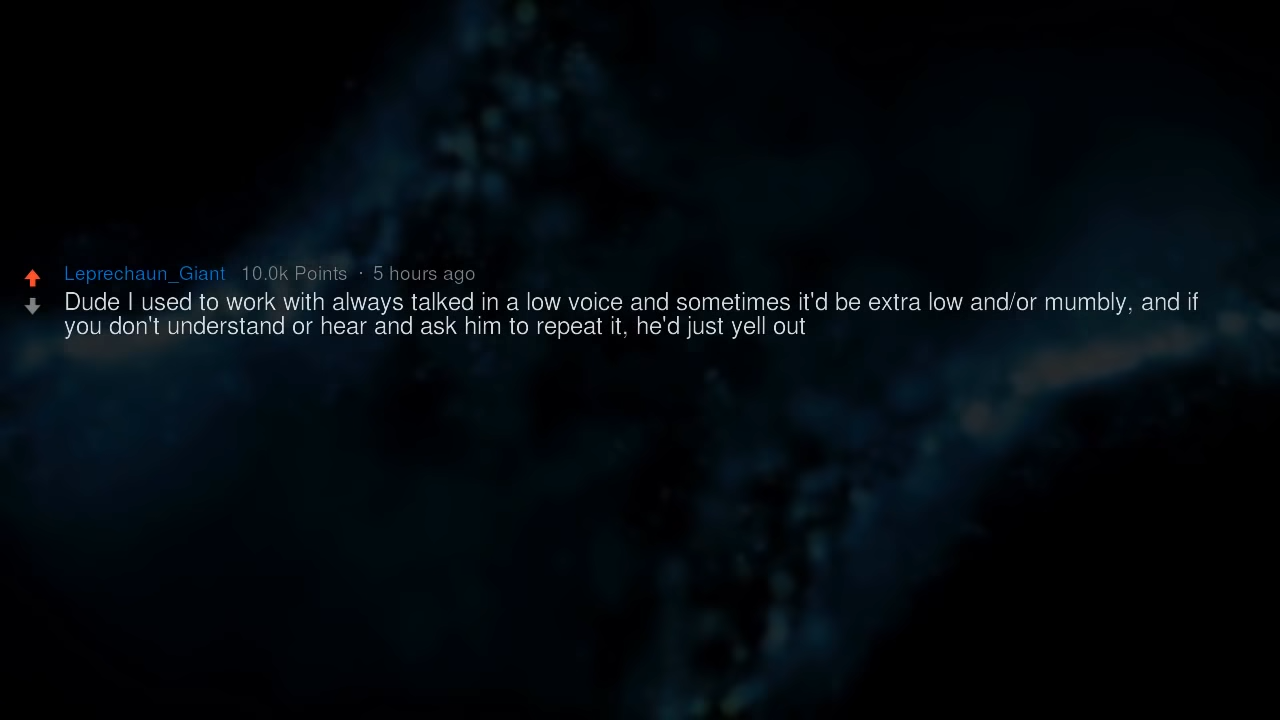 Leprechaun_Giant 10.0k Points · 5 hours ago
Dude I used to work with always talked in a low voice and sometimes it'd be extra low and/or mumbly, and if
you don't understand or hear and ask him to repeat it, he'd just yell out